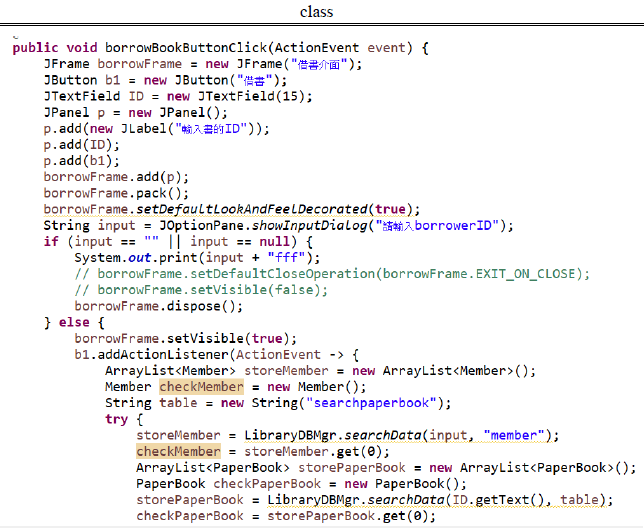 class
public void borrowBookButtonClick(ActionEvent event) {
JFrame borrowFrame = new JFrame("借書介面");
JButton b1 = new JButton("借書");
JTextField ID = new JTextField(15);
JPanel p = new JPanel();
p.add(new JLabel("輸入書的ID"));
p.add(ID);
p.add(b1);
borrowFrame.add(p);
borrowFrame.pack();
borrowFrame.setDefaultLookAndFeelDecorated(true);
String input = JOptionPane.showInputDialog("請輸入borrowerID");
if (input == "" || input == null) {
System.out.print(input + "fff");
// borrowFrame.setDefaultCloseOperation(borrowFrame.EXIT_ON_CLOSE);
// borrowFrame.setVisible(false);
borrowFrame.dispose();
} else {
borrowFrame.setVisible(true);
b1.addActionListener(ActionEvent -> {
ArrayList<Member> storeMember = new ArrayList<Member>();
Member checkMember = new Member();
String table = new String("searchpaperbook");
try {
storeMember = LibraryDBMgr.searchData(input, "member");
checkMember = storeMember.get(0);
ArrayList<PaperBook> storePaperBook = new ArrayList<PaperBook>();
PaperBook checkPaperBook = new PaperBook();
storePaperBook = LibraryDBMgr.searchData(ID.getText(), table);
checkPaperBook = storePaperBook.get(0);